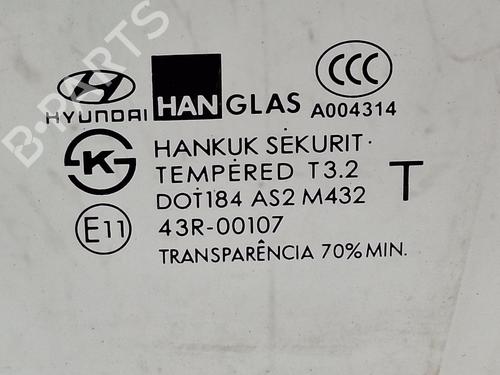 HYUNDAI HANGLAS CCC A004314
K HANKUK SEKURIT
TEMPERED T3.2
DOT184 AS2 M432 T
E11 43R-00107
TRANSPARÊNCIA 70% MIN.
B-PARTS